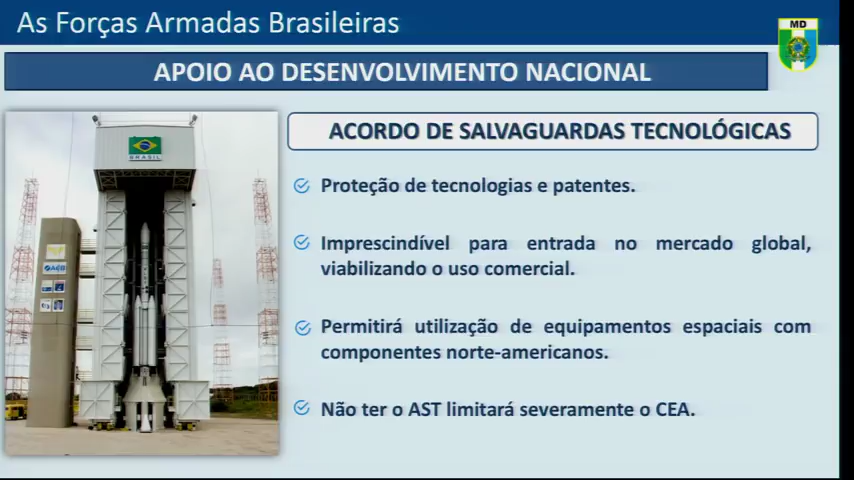 As Forças Armadas Brasileiras
MD
APOIO AO DESENVOLVIMENTO NACIONAL
ACORDO DE SALVAGUARDAS TECNOLÓGICAS
BRASIL
Proteção de tecnologias e patentes.
Imprescindível para entrada no mercado global,
viabilizando o uso comercial.
AEB
Permitirá utilização de equipamentos espaciais com
componentes norte-americanos.
Não ter o AST limitará severamente o CEA.